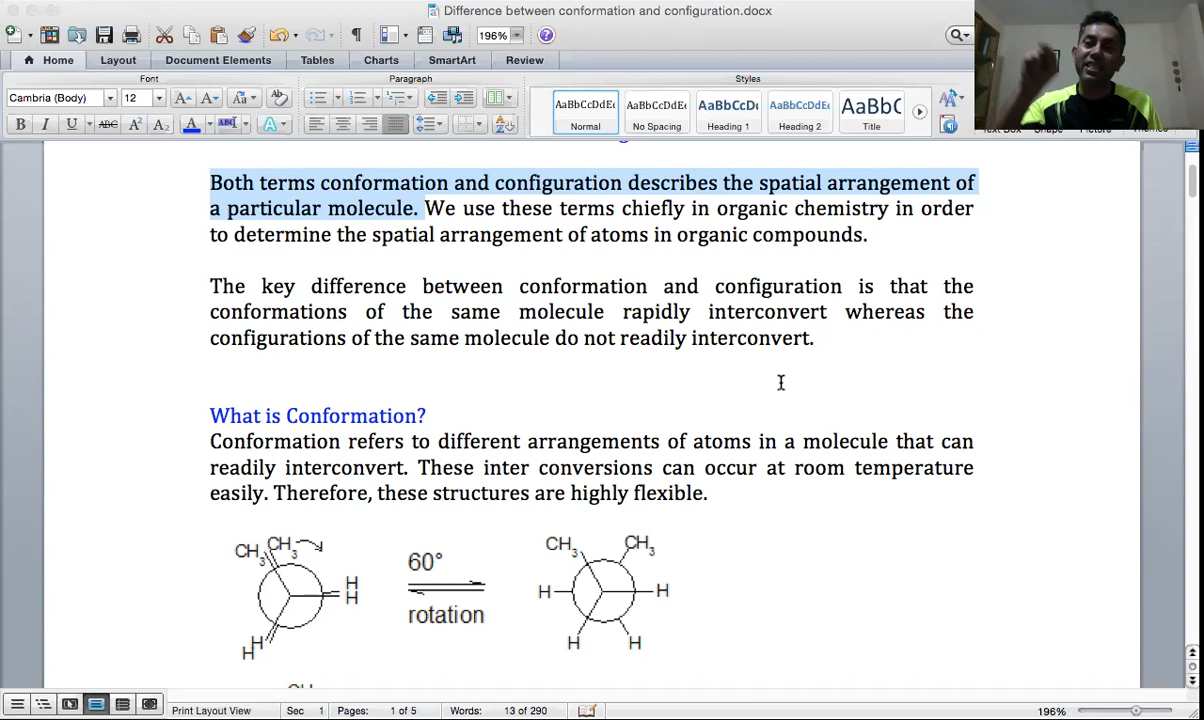 Difference between conformation and configuration.docx
196%
Home Layout Document Elements Tables Charts SmartArt Review
Font Paragraph Styles
Cambria (Body) 12
B I U ABC A² A₂ A ABC A
AaBbCcDdEe AaBbCcDdEe AaBbCcDd AaBbCcDdEe AaBbC
Normal No Spacing Heading 1 Heading 2 Title
Both terms conformation and configuration describes the spatial arrangement of
a particular molecule. We use these terms chiefly in organic chemistry in order
to determine the spatial arrangement of atoms in organic compounds.
The key difference between conformation and configuration is that the
conformations of the same molecule rapidly interconvert whereas the
configurations of the same molecule do not readily interconvert.
What is Conformation?
Conformation refers to different arrangements of atoms in a molecule that can
readily interconvert. These inter conversions can occur at room temperature
easily. Therefore, these structures are highly flexible.
CH₃ CH₃ CH₃ CH₃
60°
H H H H
rotation
H H H H
Print Layout View Sec 1 Pages: 1 of 5 Words: 13 of 290 196%